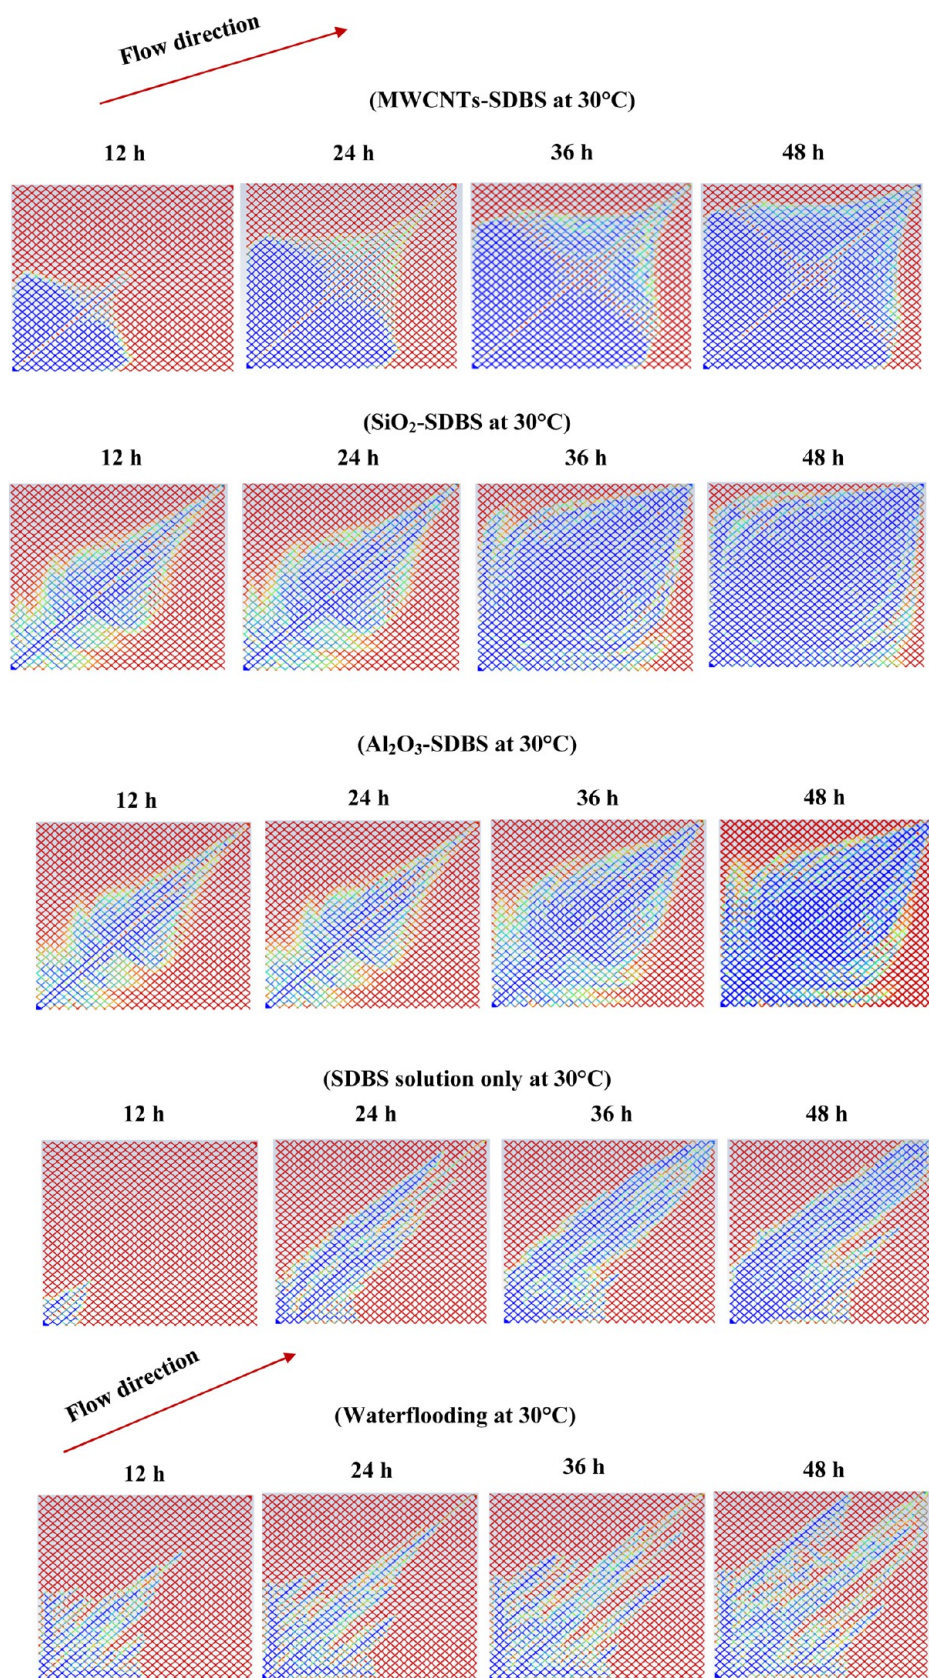 Flow direction
(MWCNTs-SDBS at 30°C)
12 h 24 h 36 h 48 h
(SiO₂-SDBS at 30°C)
12 h 24 h 36 h 48 h
(Al₂O₃-SDBS at 30°C)
12 h 24 h 36 h 48 h
(SDBS solution only at 30°C)
12 h 24 h 36 h 48 h
Flow direction
(Waterflooding at 30°C)
12 h 24 h 36 h 48 h